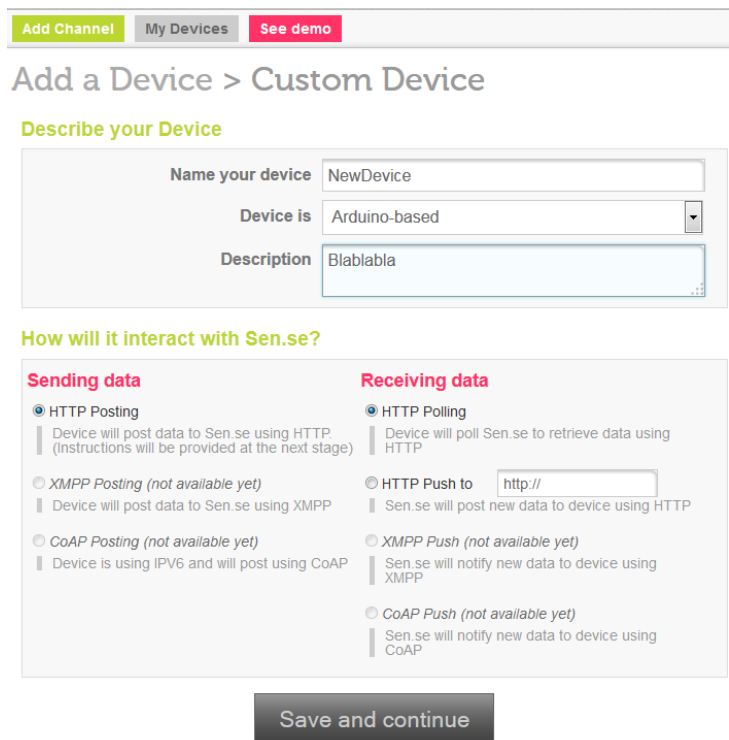 Add Channel My Devices See demo
Add a Device > Custom Device
Describe your Device
Name your device NewDevice
Device is Arduino-based
Description Blablabla
How will it interact with Sen.se?
Sending data
HTTP Posting
Device will post data to Sen.se using HTTP.
(Instructions will be provided at the next stage)
XMPP Posting (not available yet)
Device will post data to Sen.se using XMPP
CoAP Posting (not available yet)
Device is using IPV6 and will post using CoAP
Receiving data
HTTP Polling
Device will poll Sen.se to retrieve data using
HTTP
HTTP Push to http://
Sen.se will post new data to device using HTTP
XMPP Push (not available yet)
Sen.se will notify new data to device using
XMPP
CoAP Push (not available yet)
Sen.se will notify new data to device using
CoAP
Save and continue